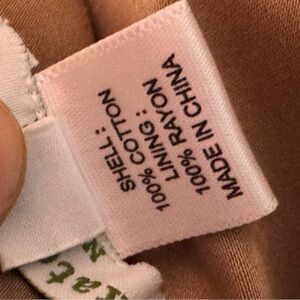 SHELL:
100% COTTON
LINING:
100% RAYON
MADE IN CHINA